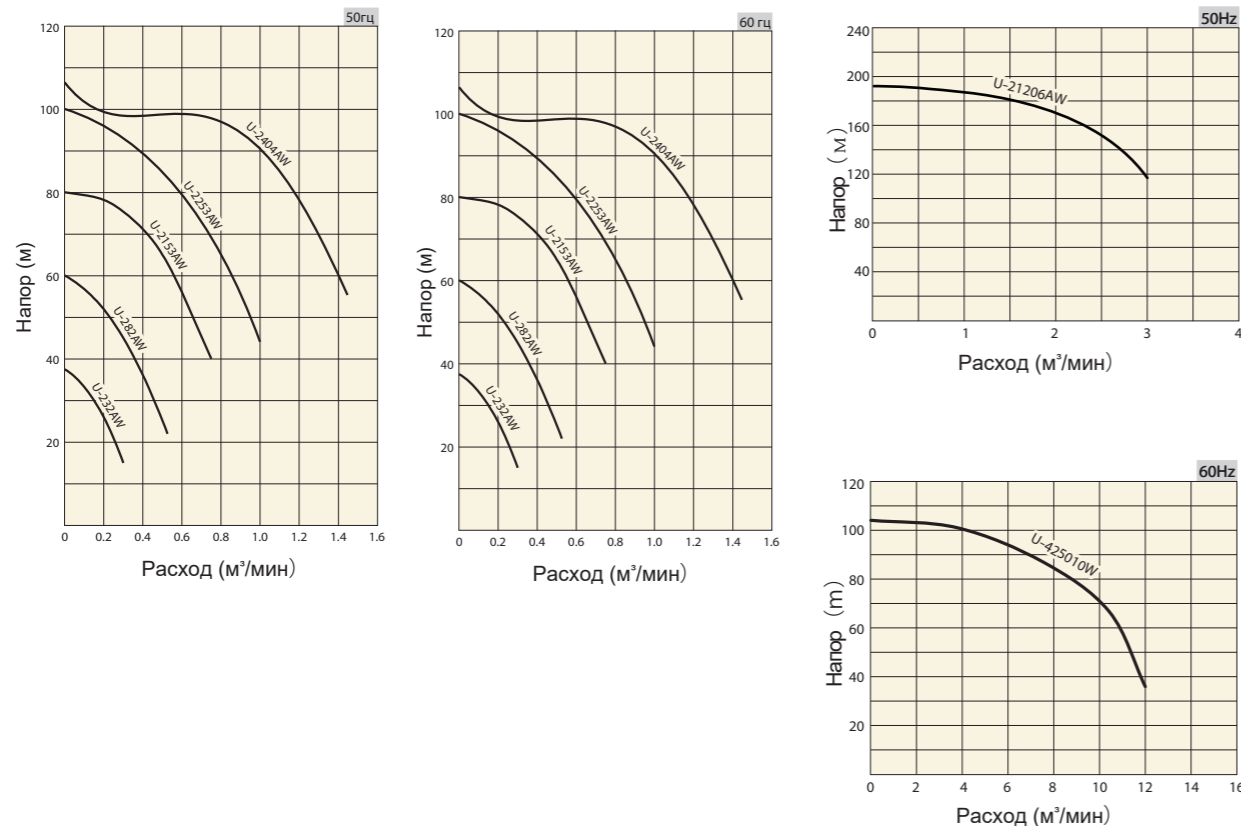 50гц
120
100
80
60
40
20
Напор (м)
U-2404AW
U-2253AW
U-2153AW
U-282AW
U-232AW
0 0.2 0.4 0.6 0.8 1.0 1.2 1.4 1.6
Расход (м³/мин)
60 гц
120
100
80
60
40
20
Напор (м)
U-2404AW
U-2253AW
U-2153AW
U-282AW
U-232AW
0 0.2 0.4 0.6 0.8 1.0 1.2 1.4 1.6
Расход (м³/мин)
50Hz
240
200
160
120
80
40
Напор (м)
U-21206AW
0 1 2 3 4
Расход (м³/мин)
60Hz
120
100
80
60
40
20
Напор (m)
U-425010W
0 2 4 6 8 10 12 14 16
Расход (м³/мин)